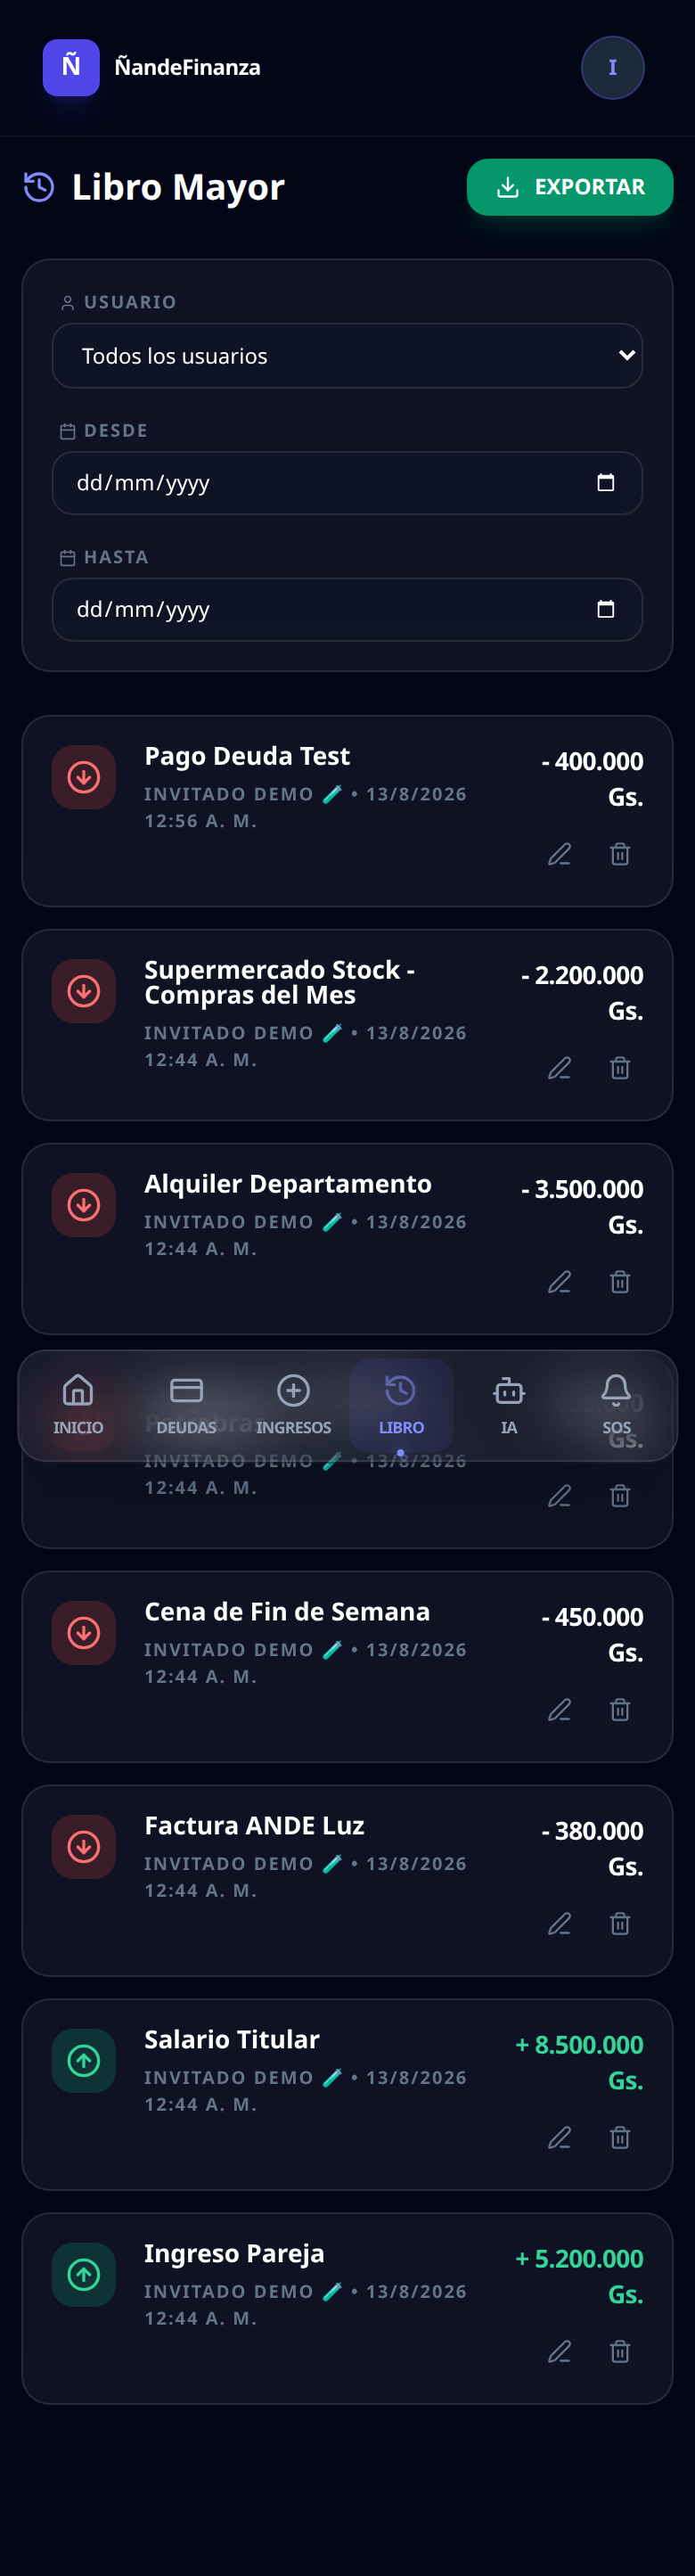 Ñ
ÑandeFinanza
I
Libro Mayor
EXPORTAR
USUARIO
Todos los usuarios
DESDE
dd/mm/yyyy
HASTA
dd/mm/yyyy
Pago Deuda Test
- 400.000
Gs.
INVITADO DEMO 🧪 • 13/8/2026
12:56 A. M.
Supermercado Stock -
Compras del Mes
- 2.200.000
Gs.
INVITADO DEMO 🧪 • 13/8/2026
12:44 A. M.
Alquiler Departamento
- 3.500.000
Gs.
INVITADO DEMO 🧪 • 13/8/2026
12:44 A. M.
INICIO
DEUDAS
INGRESOS
LIBRO
IA
SOS
Gs.
INVITADO DEMO 🧪 • 13/8/2026
12:44 A. M.
Cena de Fin de Semana
- 450.000
Gs.
INVITADO DEMO 🧪 • 13/8/2026
12:44 A. M.
Factura ANDE Luz
- 380.000
Gs.
INVITADO DEMO 🧪 • 13/8/2026
12:44 A. M.
Salario Titular
+ 8.500.000
Gs.
INVITADO DEMO 🧪 • 13/8/2026
12:44 A. M.
Ingreso Pareja
+ 5.200.000
Gs.
INVITADO DEMO 🧪 • 13/8/2026
12:44 A. M.